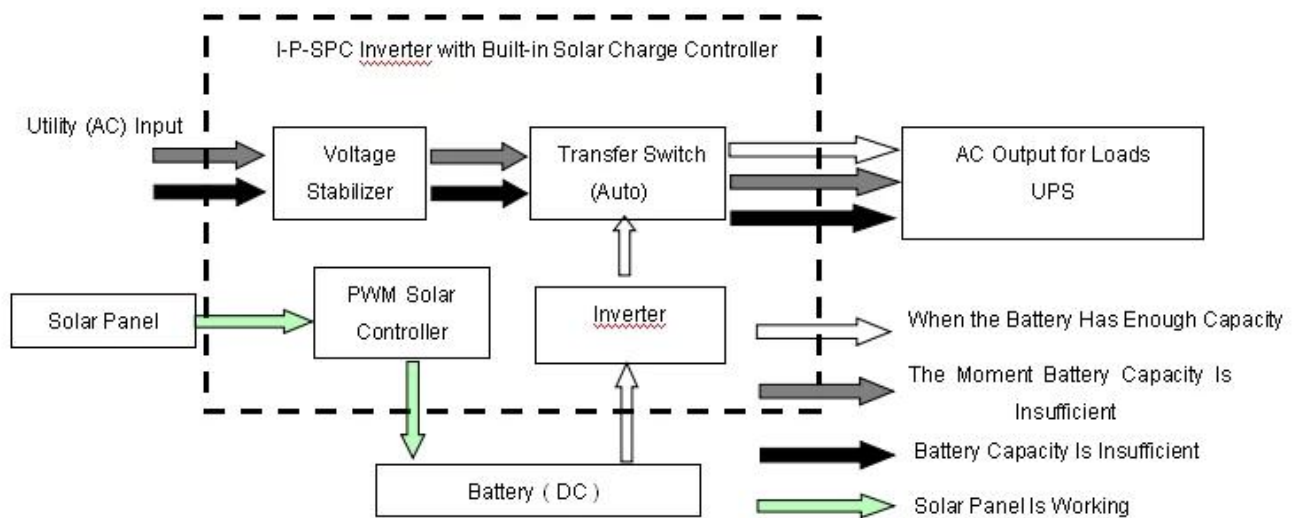 I-P-SPC Inverter with Built-in Solar Charge Controller
Utility (AC) Input
Voltage
Stabilizer
Transfer Switch
(Auto)
AC Output for Loads
UPS
Solar Panel
PWM Solar
Controller
Inverter
When the Battery Has Enough Capacity
The Moment Battery Capacity Is
Insufficient
Battery Capacity Is Insufficient
Battery ( DC )
Solar Panel Is Working